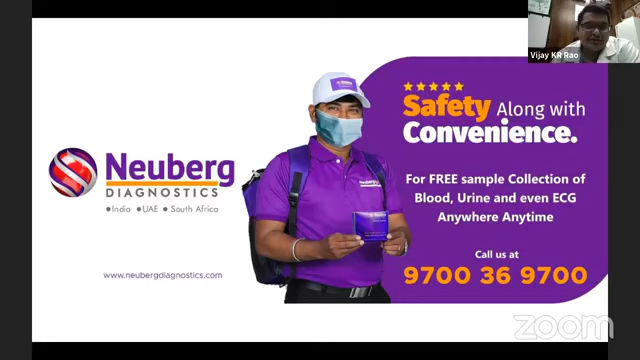 Vijay KR Rao
Safety Along with
Convenience.
Neuberg
DIAGNOSTICS
●India ●UAE ● South Africa
For FREE sample Collection of
Blood, Urine and even ECG
Anywhere Anytime
Call us at
9700 36 9700
www.neubergdiagnostics.com
zoom